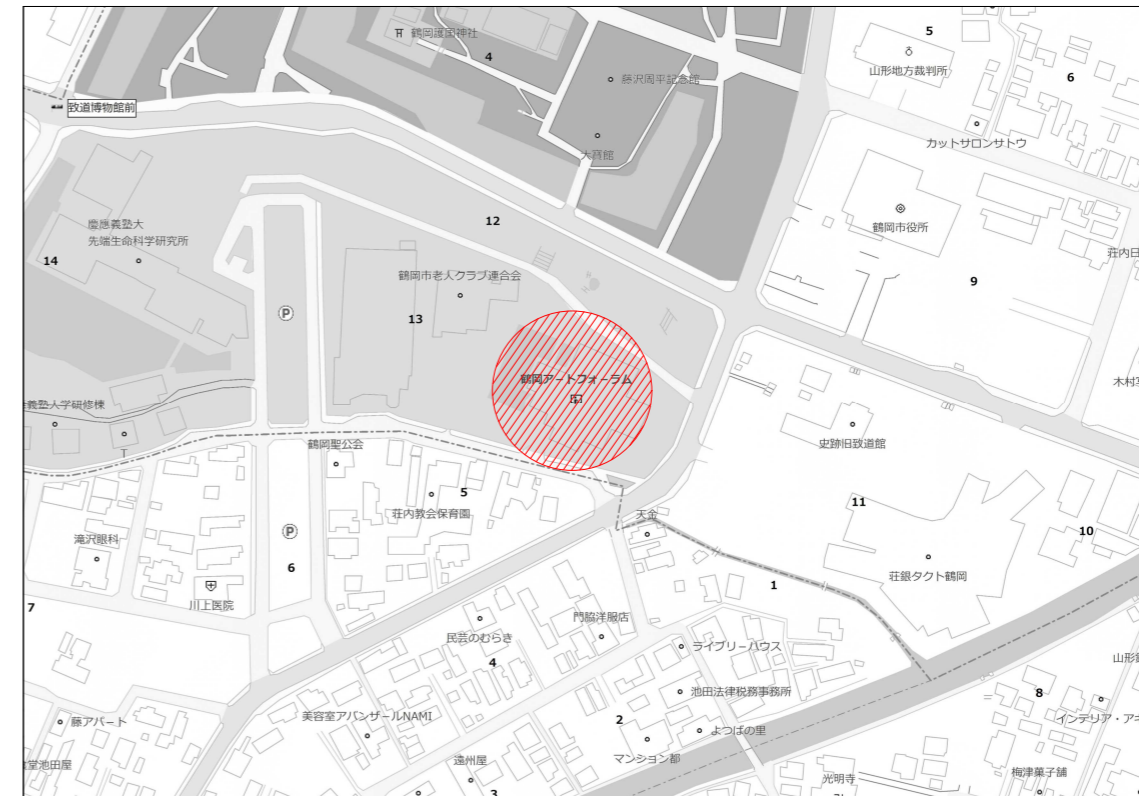 鶴岡護国神社
4
5
山形地方裁判所
6
藤沢周平記念館
致道博物館前
大寶館
カットサロンサトウ
慶應義塾大
先端生命科学研究所
12
鶴岡市役所
荘内日
14
鶴岡市老人クラブ連合会
9
P
13
鶴岡アートフォーラム
木村
義塾大学研修棟
史跡旧致道館
T
鶴岡聖公会
5
荘内教会保育園
11
天金
10
滝沢眼科
P
6
荘銀タクト鶴岡
1
川上医院
7
門脇洋服店
民芸のむらき
ライブリーハウス
4
山形
池田法律税務事務所
8
美容室アバンザールNAMI
2
インテリア・アキ
藤アパート
よつばの里
遠州屋
マンション都
堂池田屋
光明寺
梅津菓子舗
3